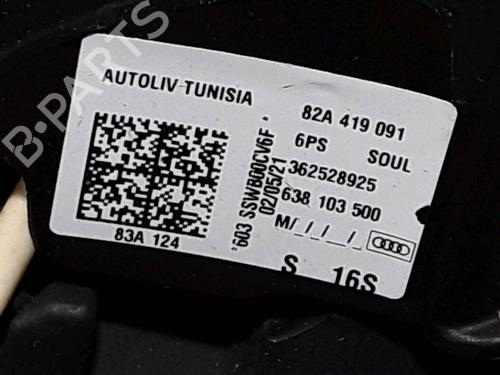 B-PARTS
AUTOLIV TUNISIA
82A 419 091
6PS SOUL
362528925
638 103 500
M/_/_/_/_/
83A 124
1603 SSWB00CV6F *
02/05/21
S 16S